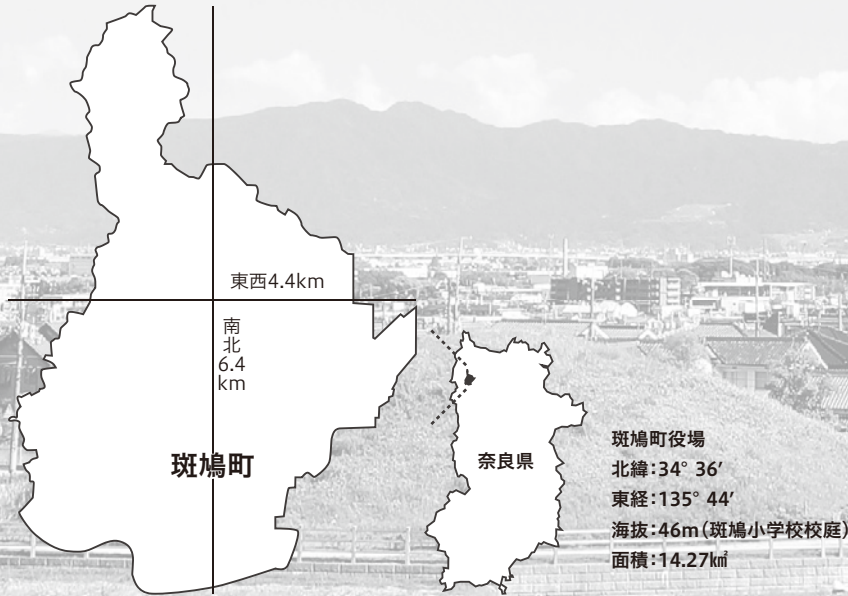 東西4.4km
南北6.4km
斑鳩町
奈良県
斑鳩町役場
北緯:34° 36′
東経:135° 44′
海抜:46m(斑鳩小学校校庭)
面積:14.27㎢